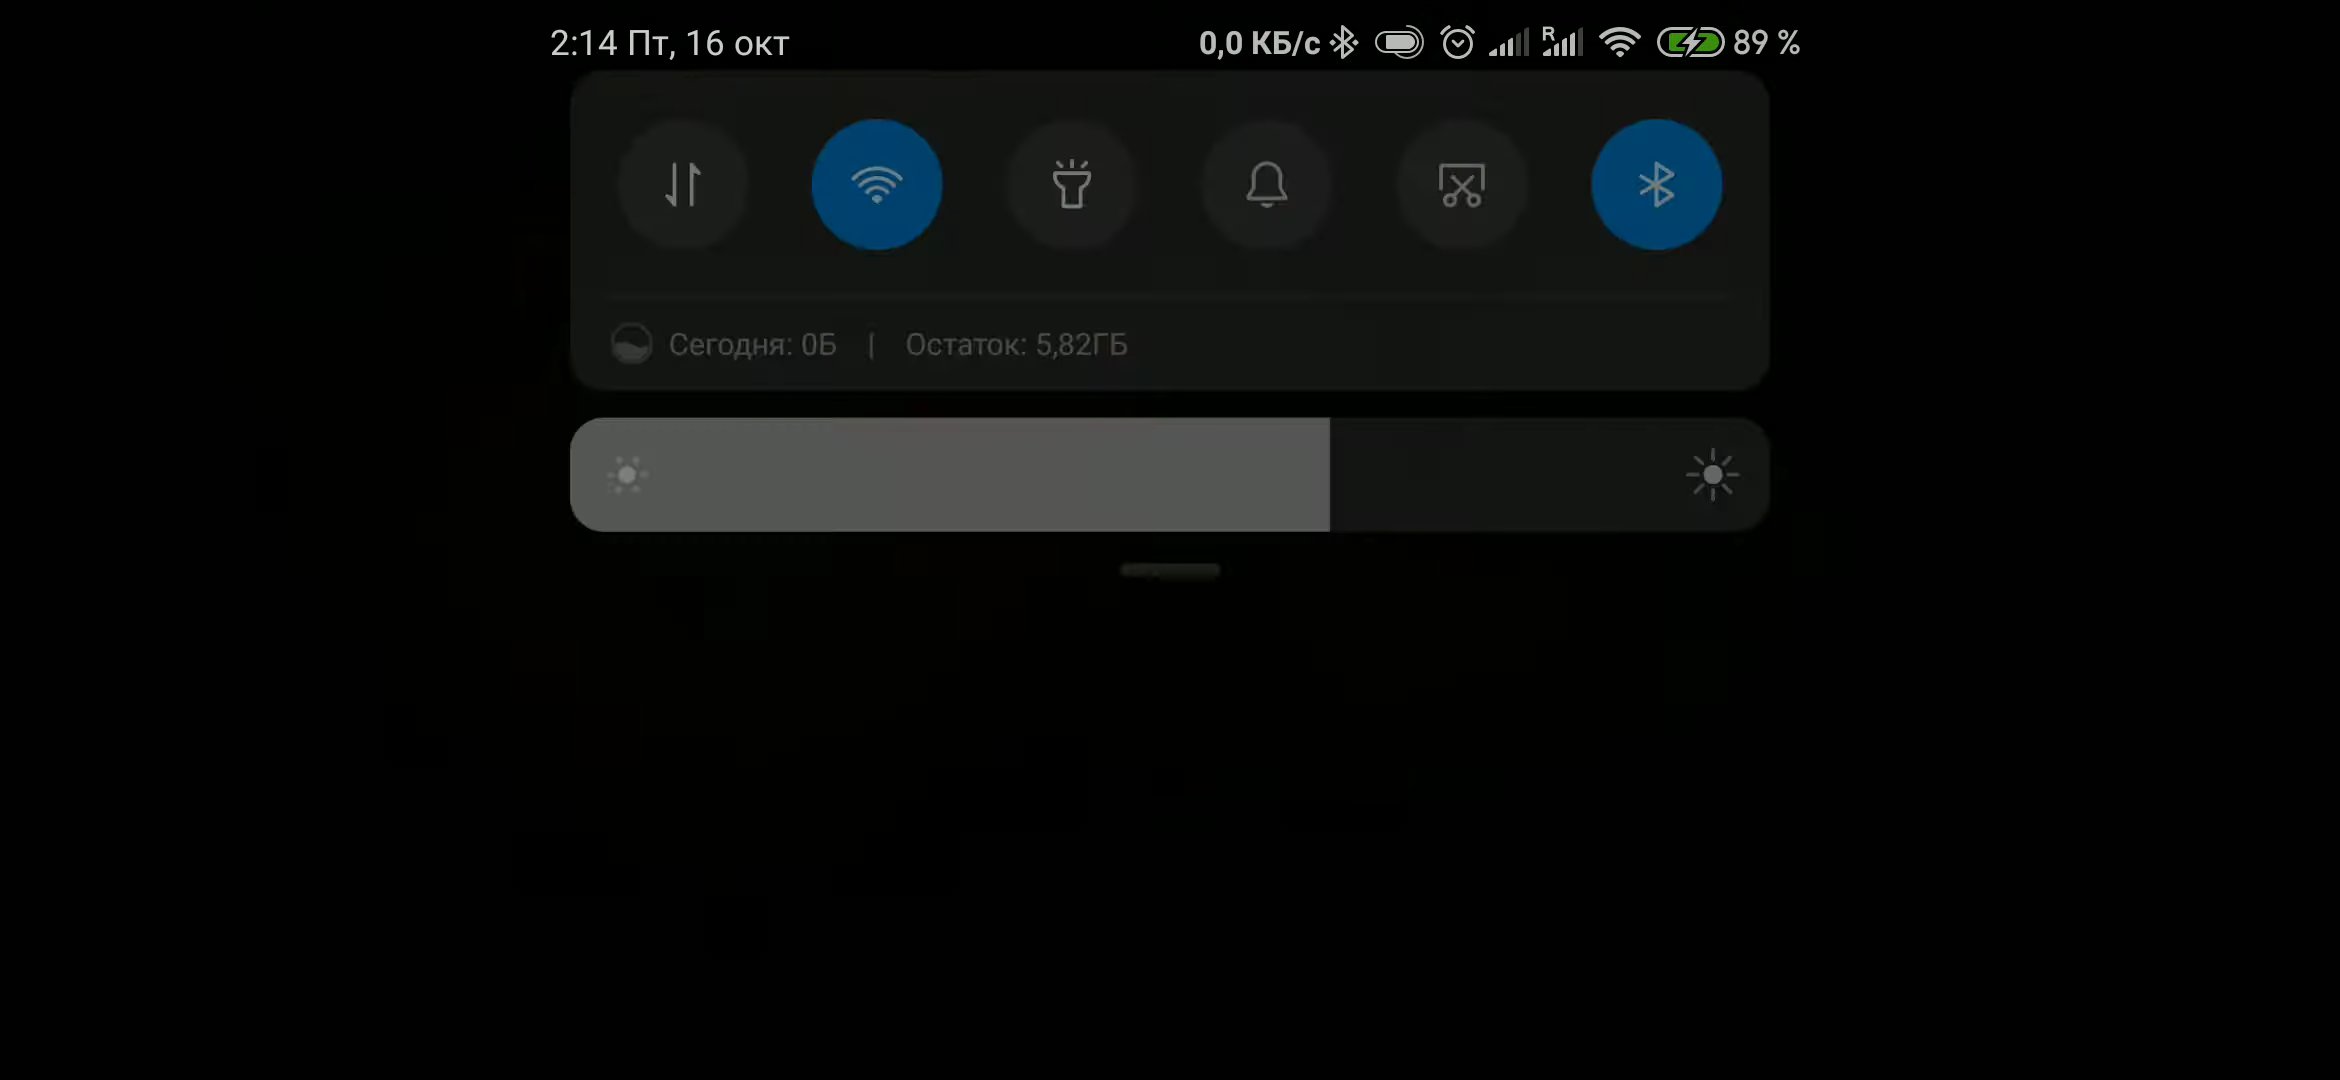 2:14 Пт, 16 окт 0,0 КБ/с R 89 %
Сегодня: 0Б | Остаток: 5,82ГБ